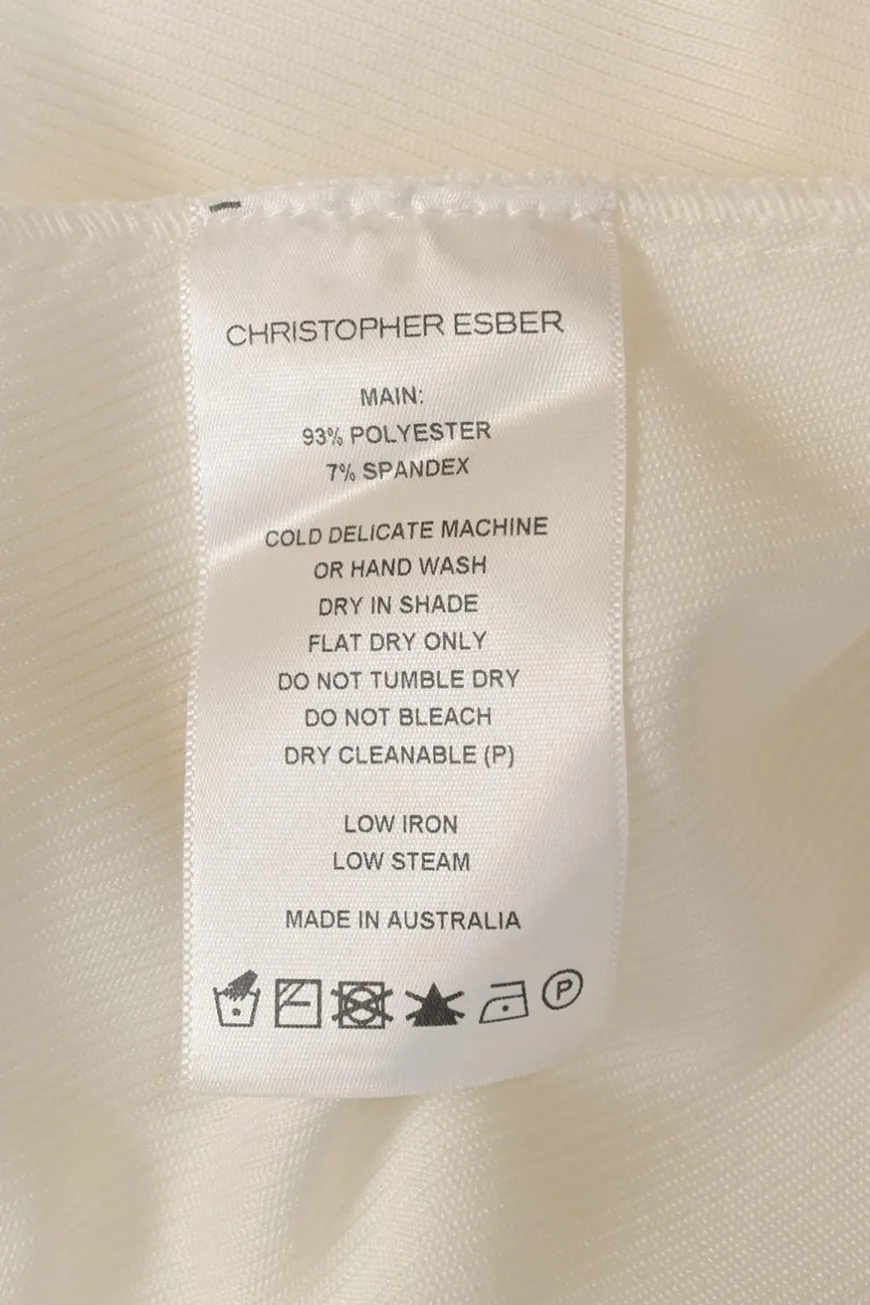 CHRISTOPHER ESBER
MAIN:
93% POLYESTER
7% SPANDEX
COLD DELICATE MACHINE
OR HAND WASH
DRY IN SHADE
FLAT DRY ONLY
DO NOT TUMBLE DRY
DO NOT BLEACH
DRY CLEANABLE (P)
LOW IRON
LOW STEAM
MADE IN AUSTRALIA
P